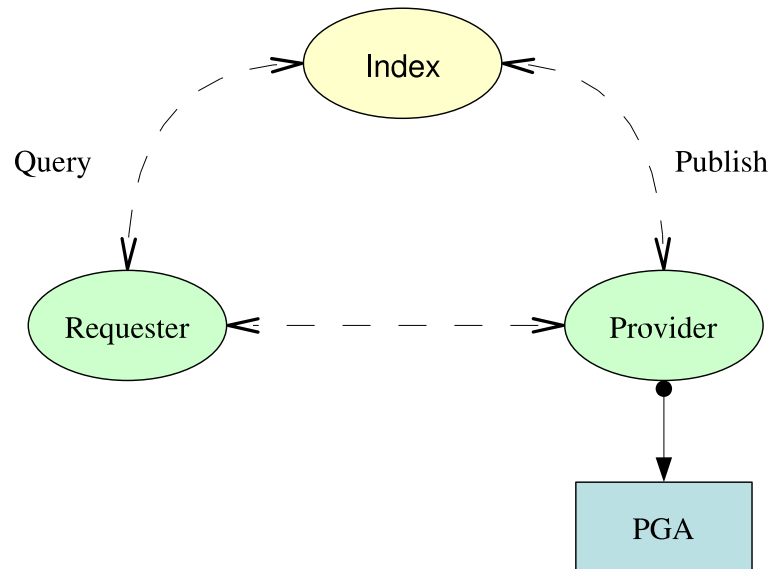 Index
Query
Publish
Requester
Provider
PGA